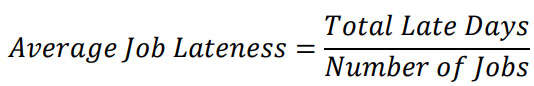 Average Job Lateness = Total Late Days / Number of Jobs